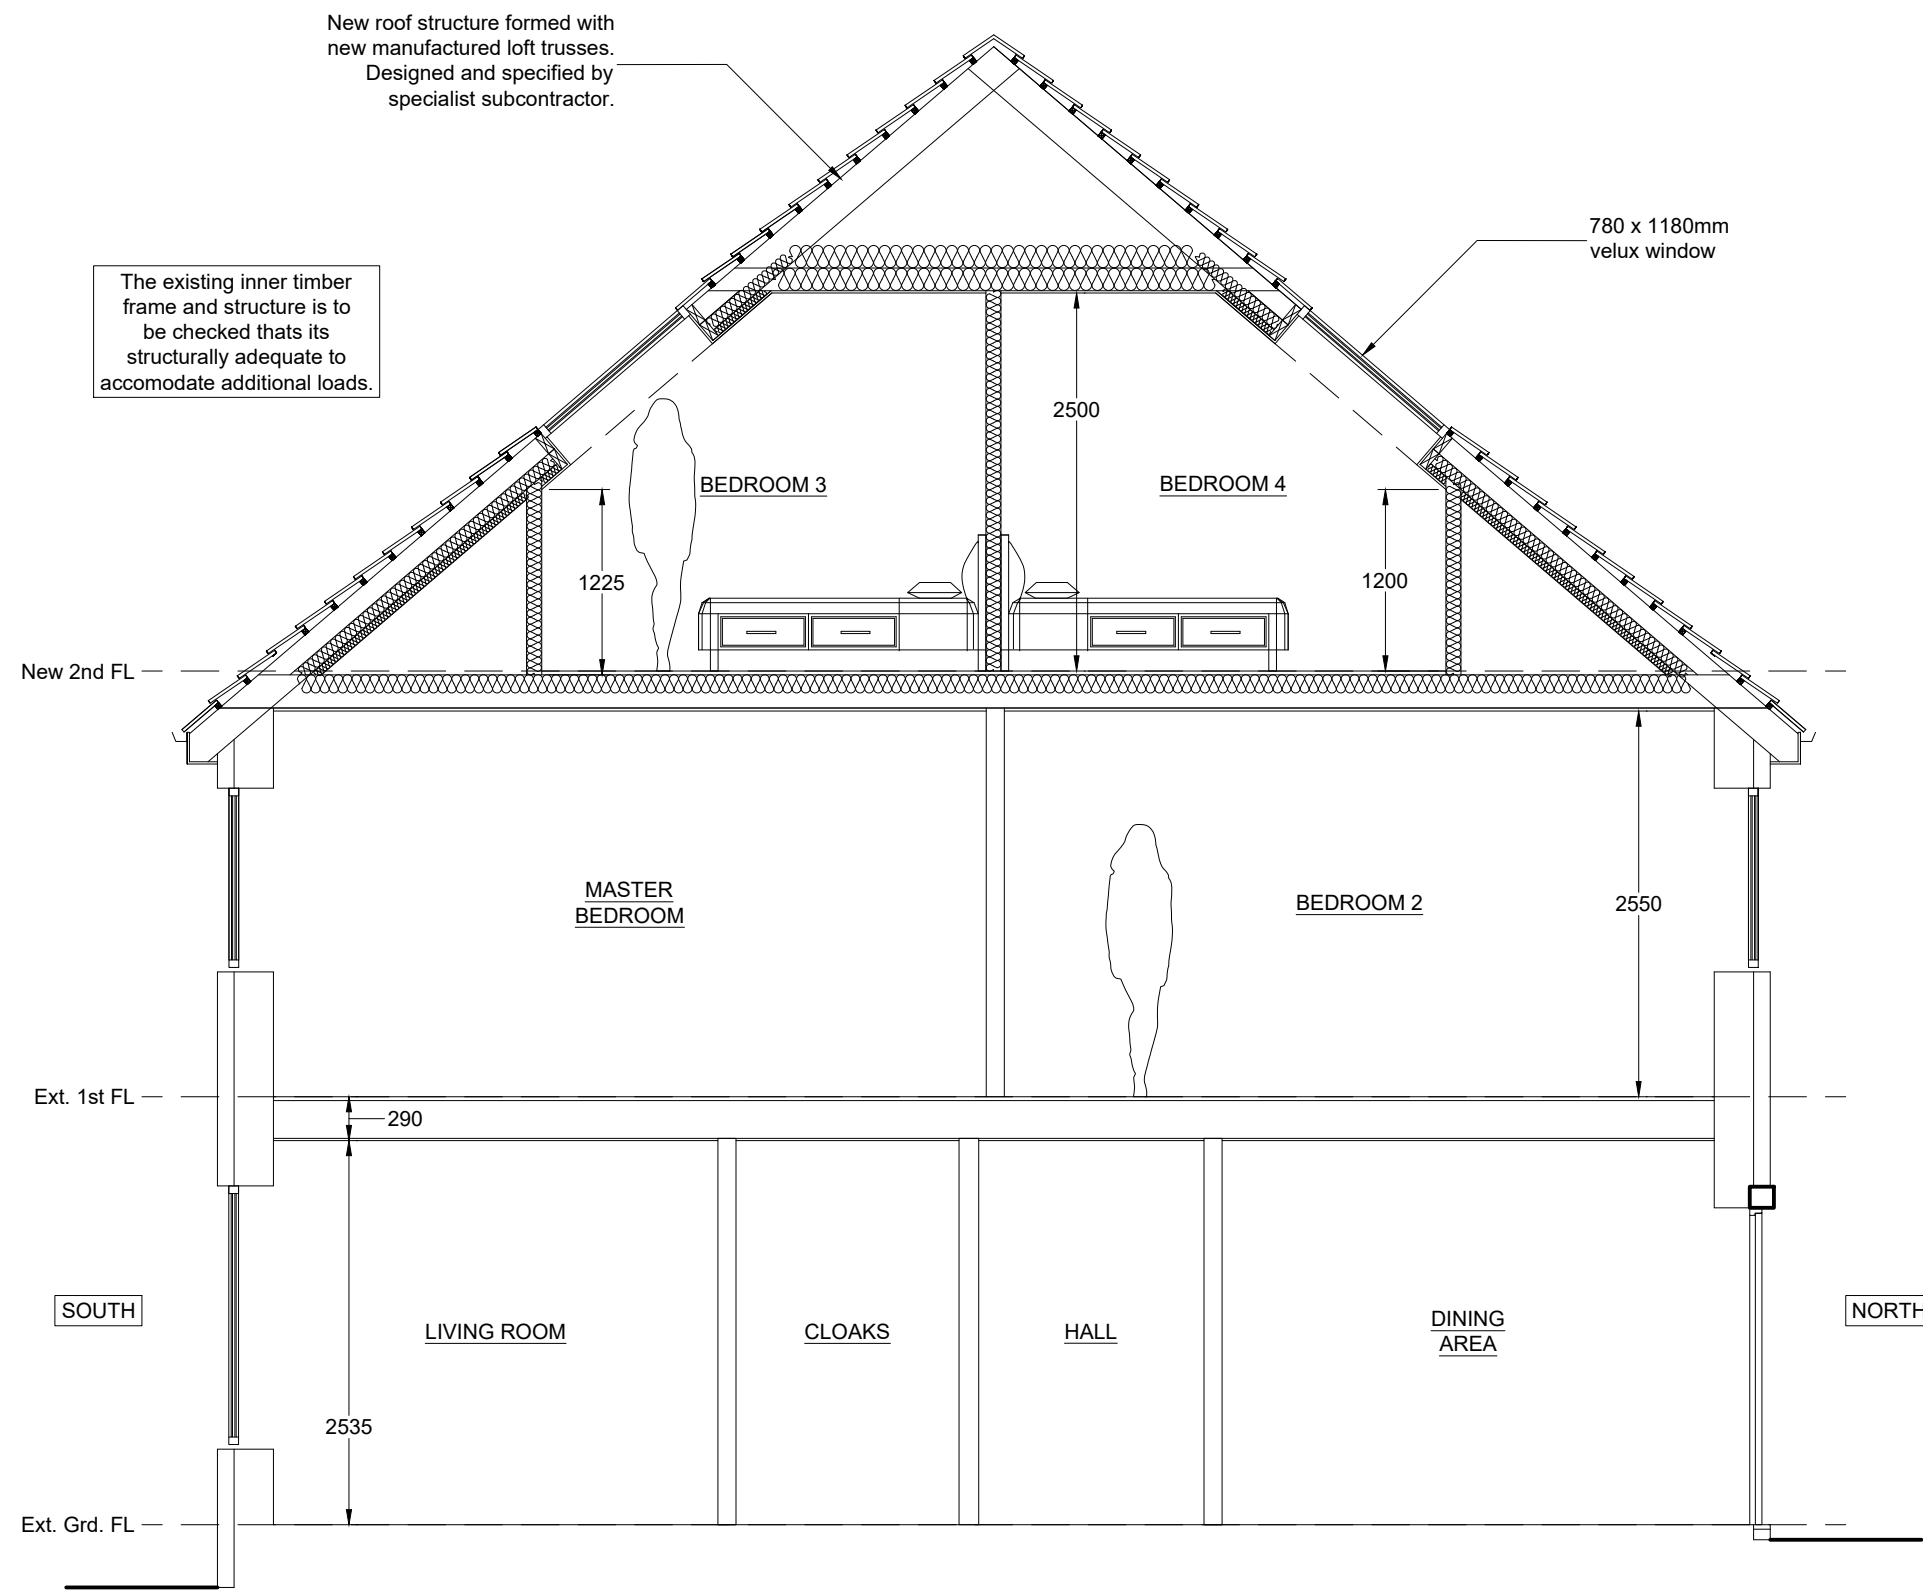 New roof structure formed with
new manufactured loft trusses.
Designed and specified by
specialist subcontractor.
780 x 1180mm
velux window
The existing inner timber
frame and structure is to
be checked thats its
structurally adequate to
accomodate additional loads.
2500
BEDROOM 3
BEDROOM 4
1225
1200
New 2nd FL
MASTER
BEDROOM
BEDROOM 2
2550
Ext. 1st FL
290
SOUTH
NORTH
LIVING ROOM
CLOAKS
HALL
DINING
AREA
2535
Ext. Grd. FL